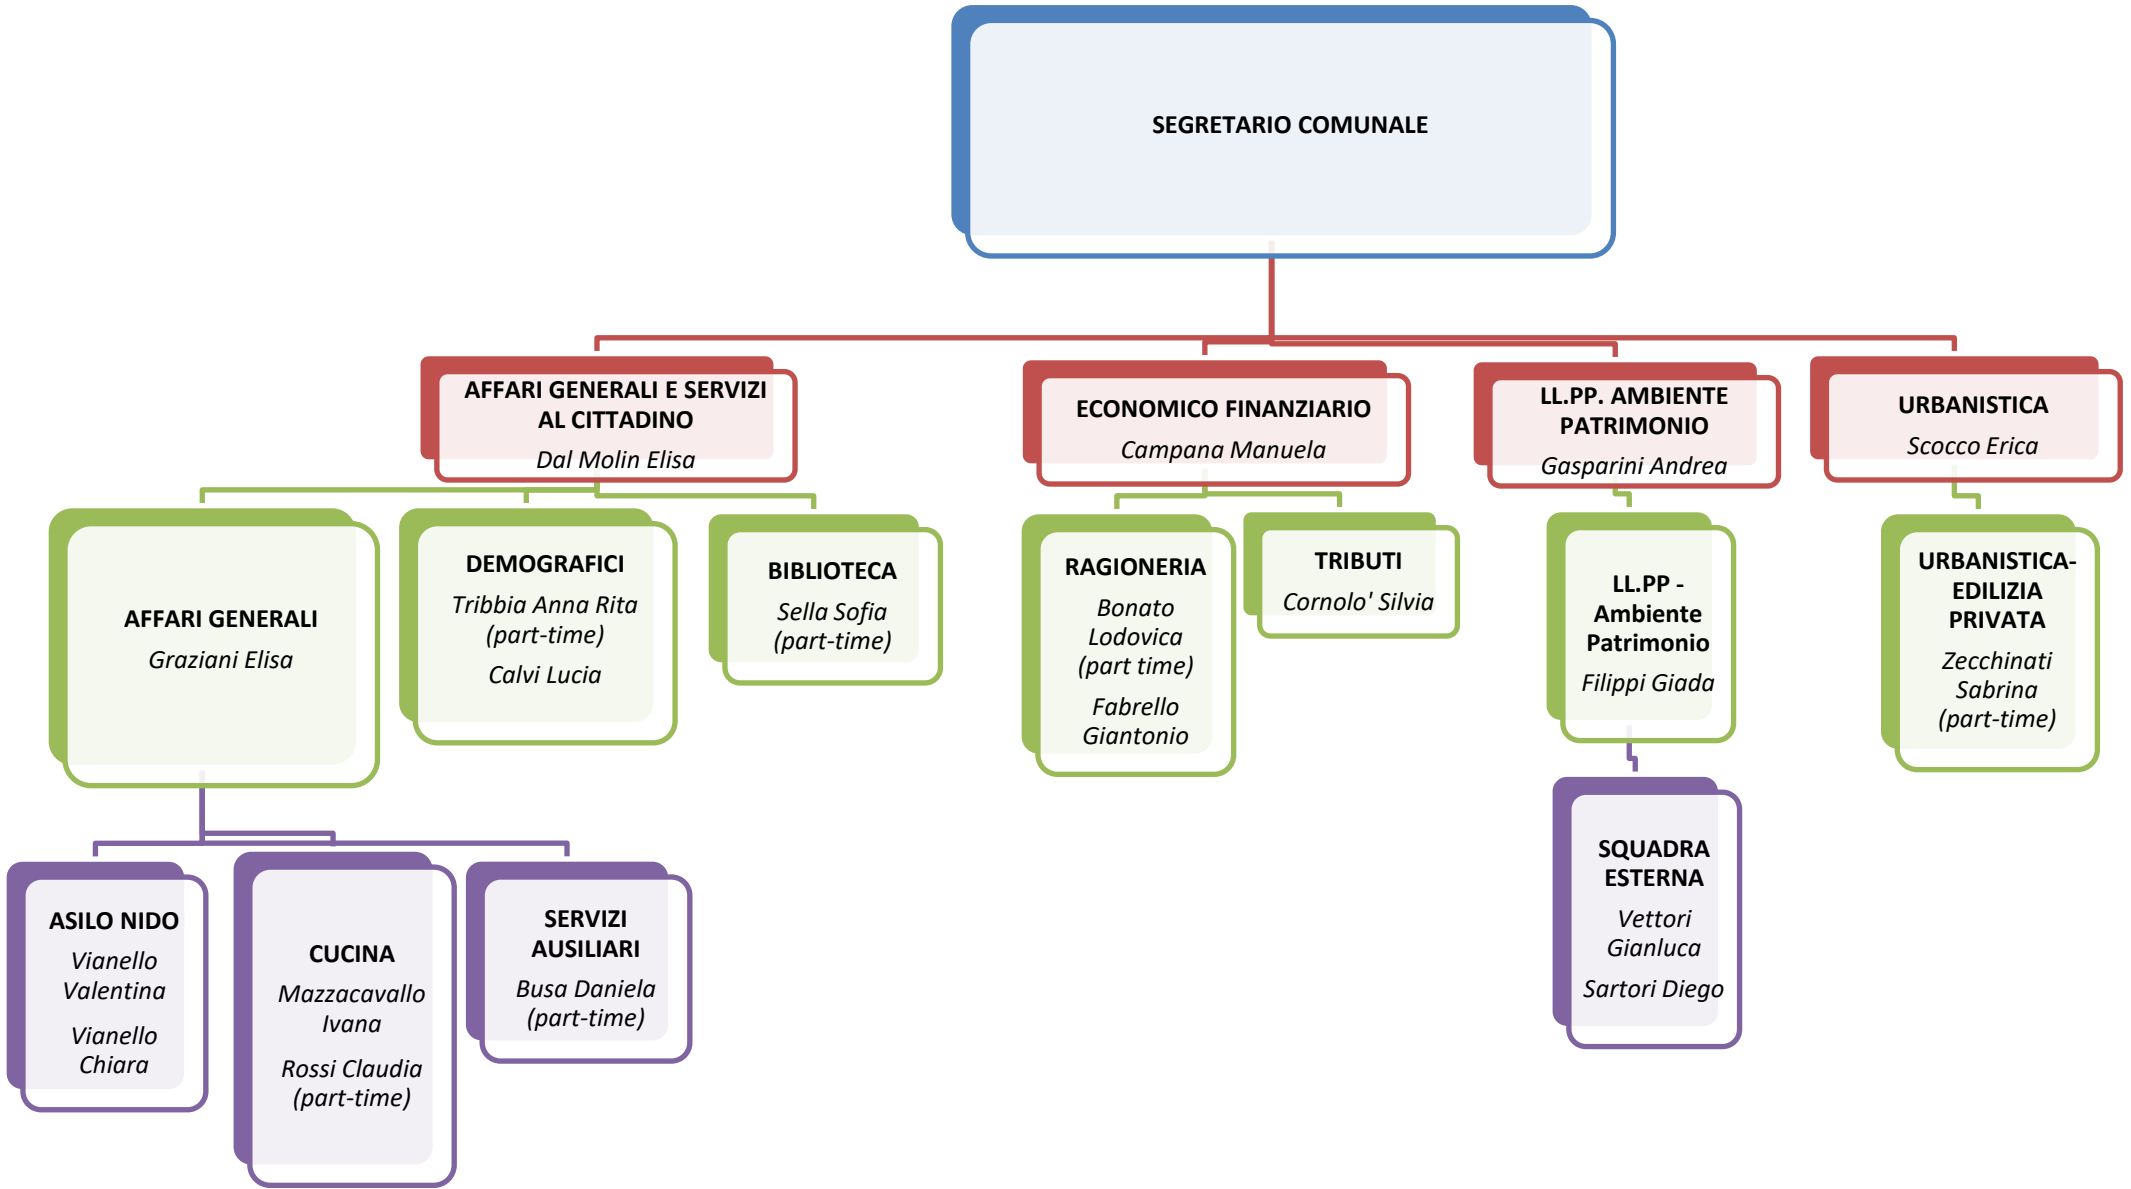 SEGRETARIO COMUNALE
AFFARI GENERALI E SERVIZI
AL CITTADINO
Dal Molin Elisa
ECONOMICO FINANZIARIO
Campana Manuela
LL.PP. AMBIENTE
PATRIMONIO
Gasparini Andrea
URBANISTICA
Scocco Erica
AFFARI GENERALI
Graziani Elisa
DEMOGRAFICI
Tribbia Anna Rita
(part-time)
Calvi Lucia
BIBLIOTECA
Sella Sofia
(part-time)
RAGIONERIA
Bonato
Lodovica
(part time)
Fabrello
Giantonio
TRIBUTI
Cornolo' Silvia
LL.PP -
Ambiente
Patrimonio
Filippi Giada
URBANISTICA-
EDILIZIA
PRIVATA
Zecchinati
Sabrina
(part-time)
ASILO NIDO
Vianello
Valentina
Vianello
Chiara
CUCINA
Mazzacavallo
Ivana
Rossi Claudia
(part-time)
SERVIZI
AUSILIARI
Busa Daniela
(part-time)
SQUADRA
ESTERNA
Vettori
Gianluca
Sartori Diego